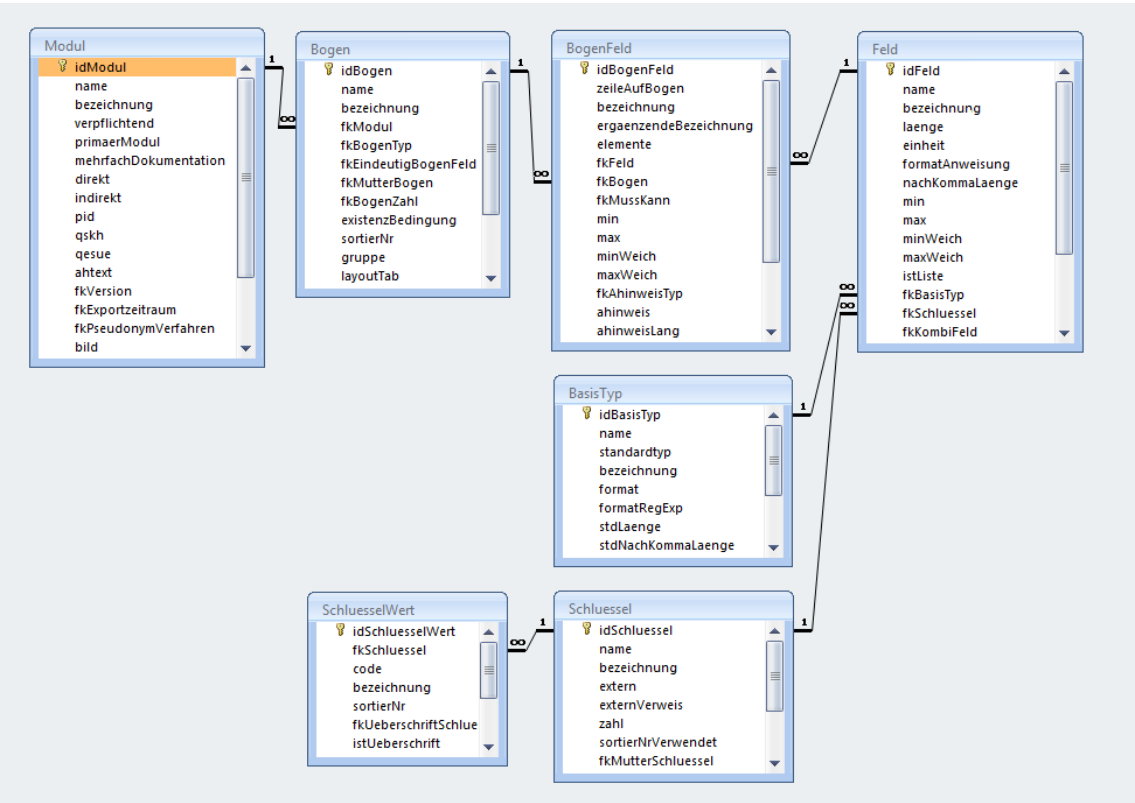 Modul
idModul
name
bezeichnung
verpflichtend
primaerModul
mehrfachDokumentation
direkt
indirekt
pid
qskh
qesue
ahtext
fkVersion
fkExportzeitraum
fkPseudonymVerfahren
bild
1
∞
Bogen
idBogen
name
bezeichnung
fkModul
fkBogenTyp
fkEindeutigBogenFeld
fkMutterBogen
fkBogenZahl
existenzBedingung
sortierNr
gruppe
layoutTab
1
∞
BogenFeld
idBogenFeld
zeileAufBogen
bezeichnung
ergaenzendeBezeichnung
elemente
fkFeld
fkBogen
fkMussKann
min
max
minWeich
maxWeich
fkAhinweisTyp
ahinweis
ahinweisLang
∞
1
Feld
idFeld
name
bezeichnung
laenge
einheit
formatAnweisung
nachKommaLaenge
min
max
minWeich
maxWeich
istListe
fkBasisTyp
fkSchluessel
fkKombiFeld
∞
∞
BasisTyp
idBasisTyp
name
standardtyp
bezeichnung
format
formatRegExp
stdLaenge
stdNachKommaLaenge
1
SchluesselWert
idSchluesselWert
fkSchluessel
code
bezeichnung
sortierNr
fkUeberschriftSchlue
istUeberschrift
∞
1
Schluessel
idSchluessel
name
bezeichnung
extern
externVerweis
zahl
sortierNrVerwendet
fkMutterSchluessel
1